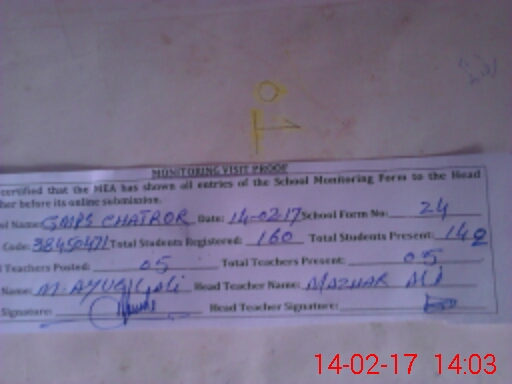 MONITORING VISIT PROOF
certified that the MEA has shown all entries of the School Monitoring Form to the Head
her before its online submission.
ol Name: GMPS CHATROR Date: 14-02-17 School Form No: 24
Code: 38450471 Total Students Registered: 160 Total Students Present: 142
l Teachers Posted: 05 Total Teachers Present: 05
Name: M. AYUB Head Teacher Name: MAZHAR ALI
Signature: Head Teacher Signature:
14-02-17 14:03